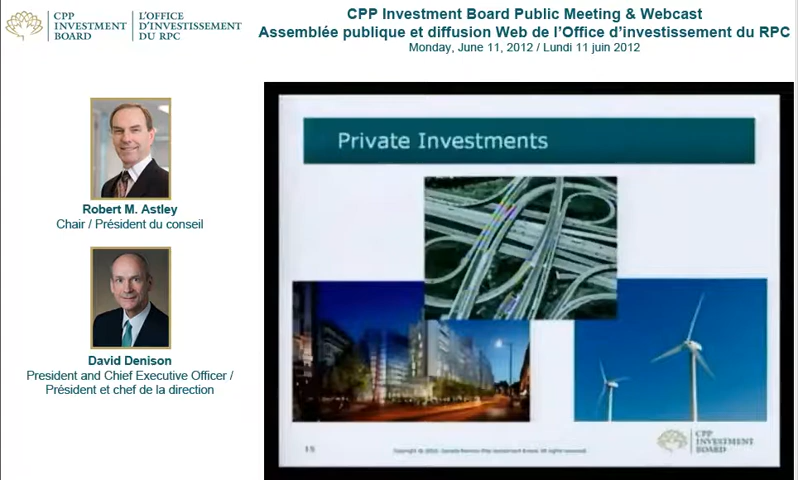 CPP
INVESTMENT
BOARD
L'OFFICE
D'INVESTISSEMENT
DU RPC
CPP Investment Board Public Meeting & Webcast
Assemblée publique et diffusion Web de l'Office d'investissement du RPC
Monday, June 11, 2012 / Lundi 11 juin 2012
Robert M. Astley
Chair / Président du conseil
David Denison
President and Chief Executive Officer /
Président et chef de la direction
Private Investments
CPP
INVESTMENT
BOARD